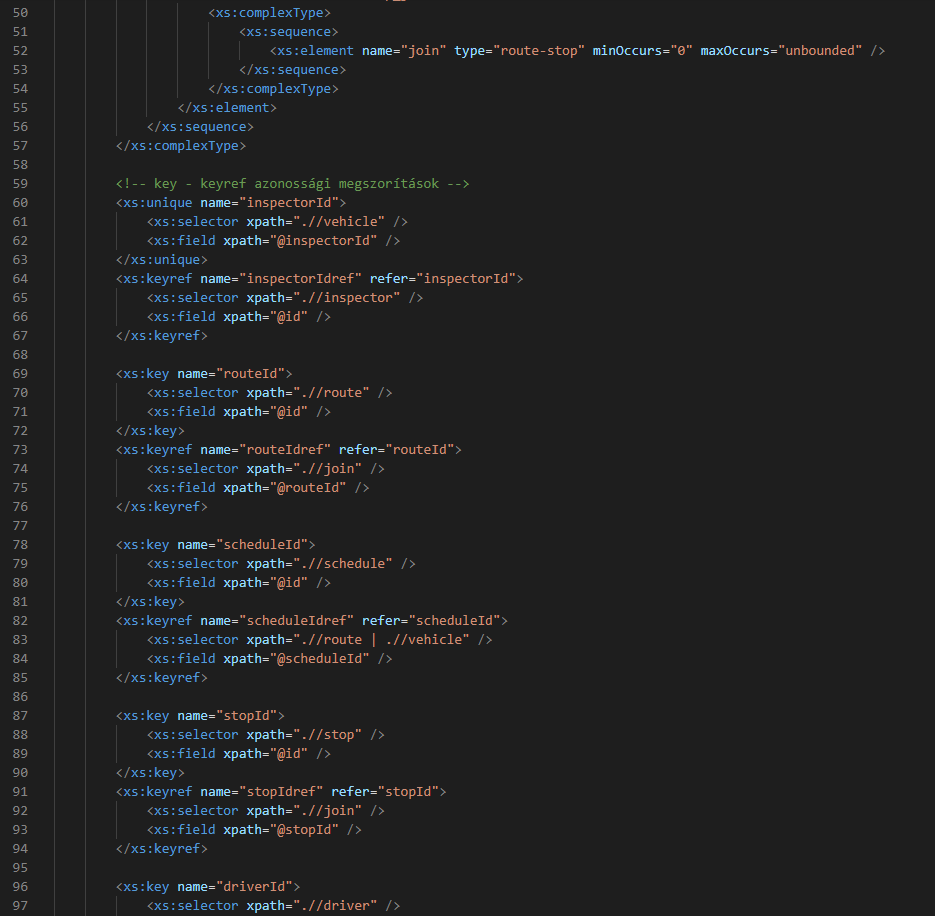 50 <xs:complexType>
51 <xs:sequence>
52 <xs:element name="join" type="route-stop" minOccurs="0" maxOccurs="unbounded" />
53 </xs:sequence>
54 </xs:complexType>
55 </xs:element>
56 </xs:sequence>
57 </xs:complexType>
58
59 <!-- key - keyref azonossági megszorítások -->
60 <xs:unique name="inspectorId">
61 <xs:selector xpath=".//vehicle" />
62 <xs:field xpath="@inspectorId" />
63 </xs:unique>
64 <xs:keyref name="inspectorIdref" refer="inspectorId">
65 <xs:selector xpath=".//inspector" />
66 <xs:field xpath="@id" />
67 </xs:keyref>
68
69 <xs:key name="routeId">
70 <xs:selector xpath=".//route" />
71 <xs:field xpath="@id" />
72 </xs:key>
73 <xs:keyref name="routeIdref" refer="routeId">
74 <xs:selector xpath=".//join" />
75 <xs:field xpath="@routeId" />
76 </xs:keyref>
77
78 <xs:key name="scheduleId">
79 <xs:selector xpath=".//schedule" />
80 <xs:field xpath="@id" />
81 </xs:key>
82 <xs:keyref name="scheduleIdref" refer="scheduleId">
83 <xs:selector xpath=".//route | .//vehicle" />
84 <xs:field xpath="@scheduleId" />
85 </xs:keyref>
86
87 <xs:key name="stopId">
88 <xs:selector xpath=".//stop" />
89 <xs:field xpath="@id" />
90 </xs:key>
91 <xs:keyref name="stopIdref" refer="stopId">
92 <xs:selector xpath=".//join" />
93 <xs:field xpath="@stopId" />
94 </xs:keyref>
95
96 <xs:key name="driverId">
97 <xs:selector xpath=".//driver" />